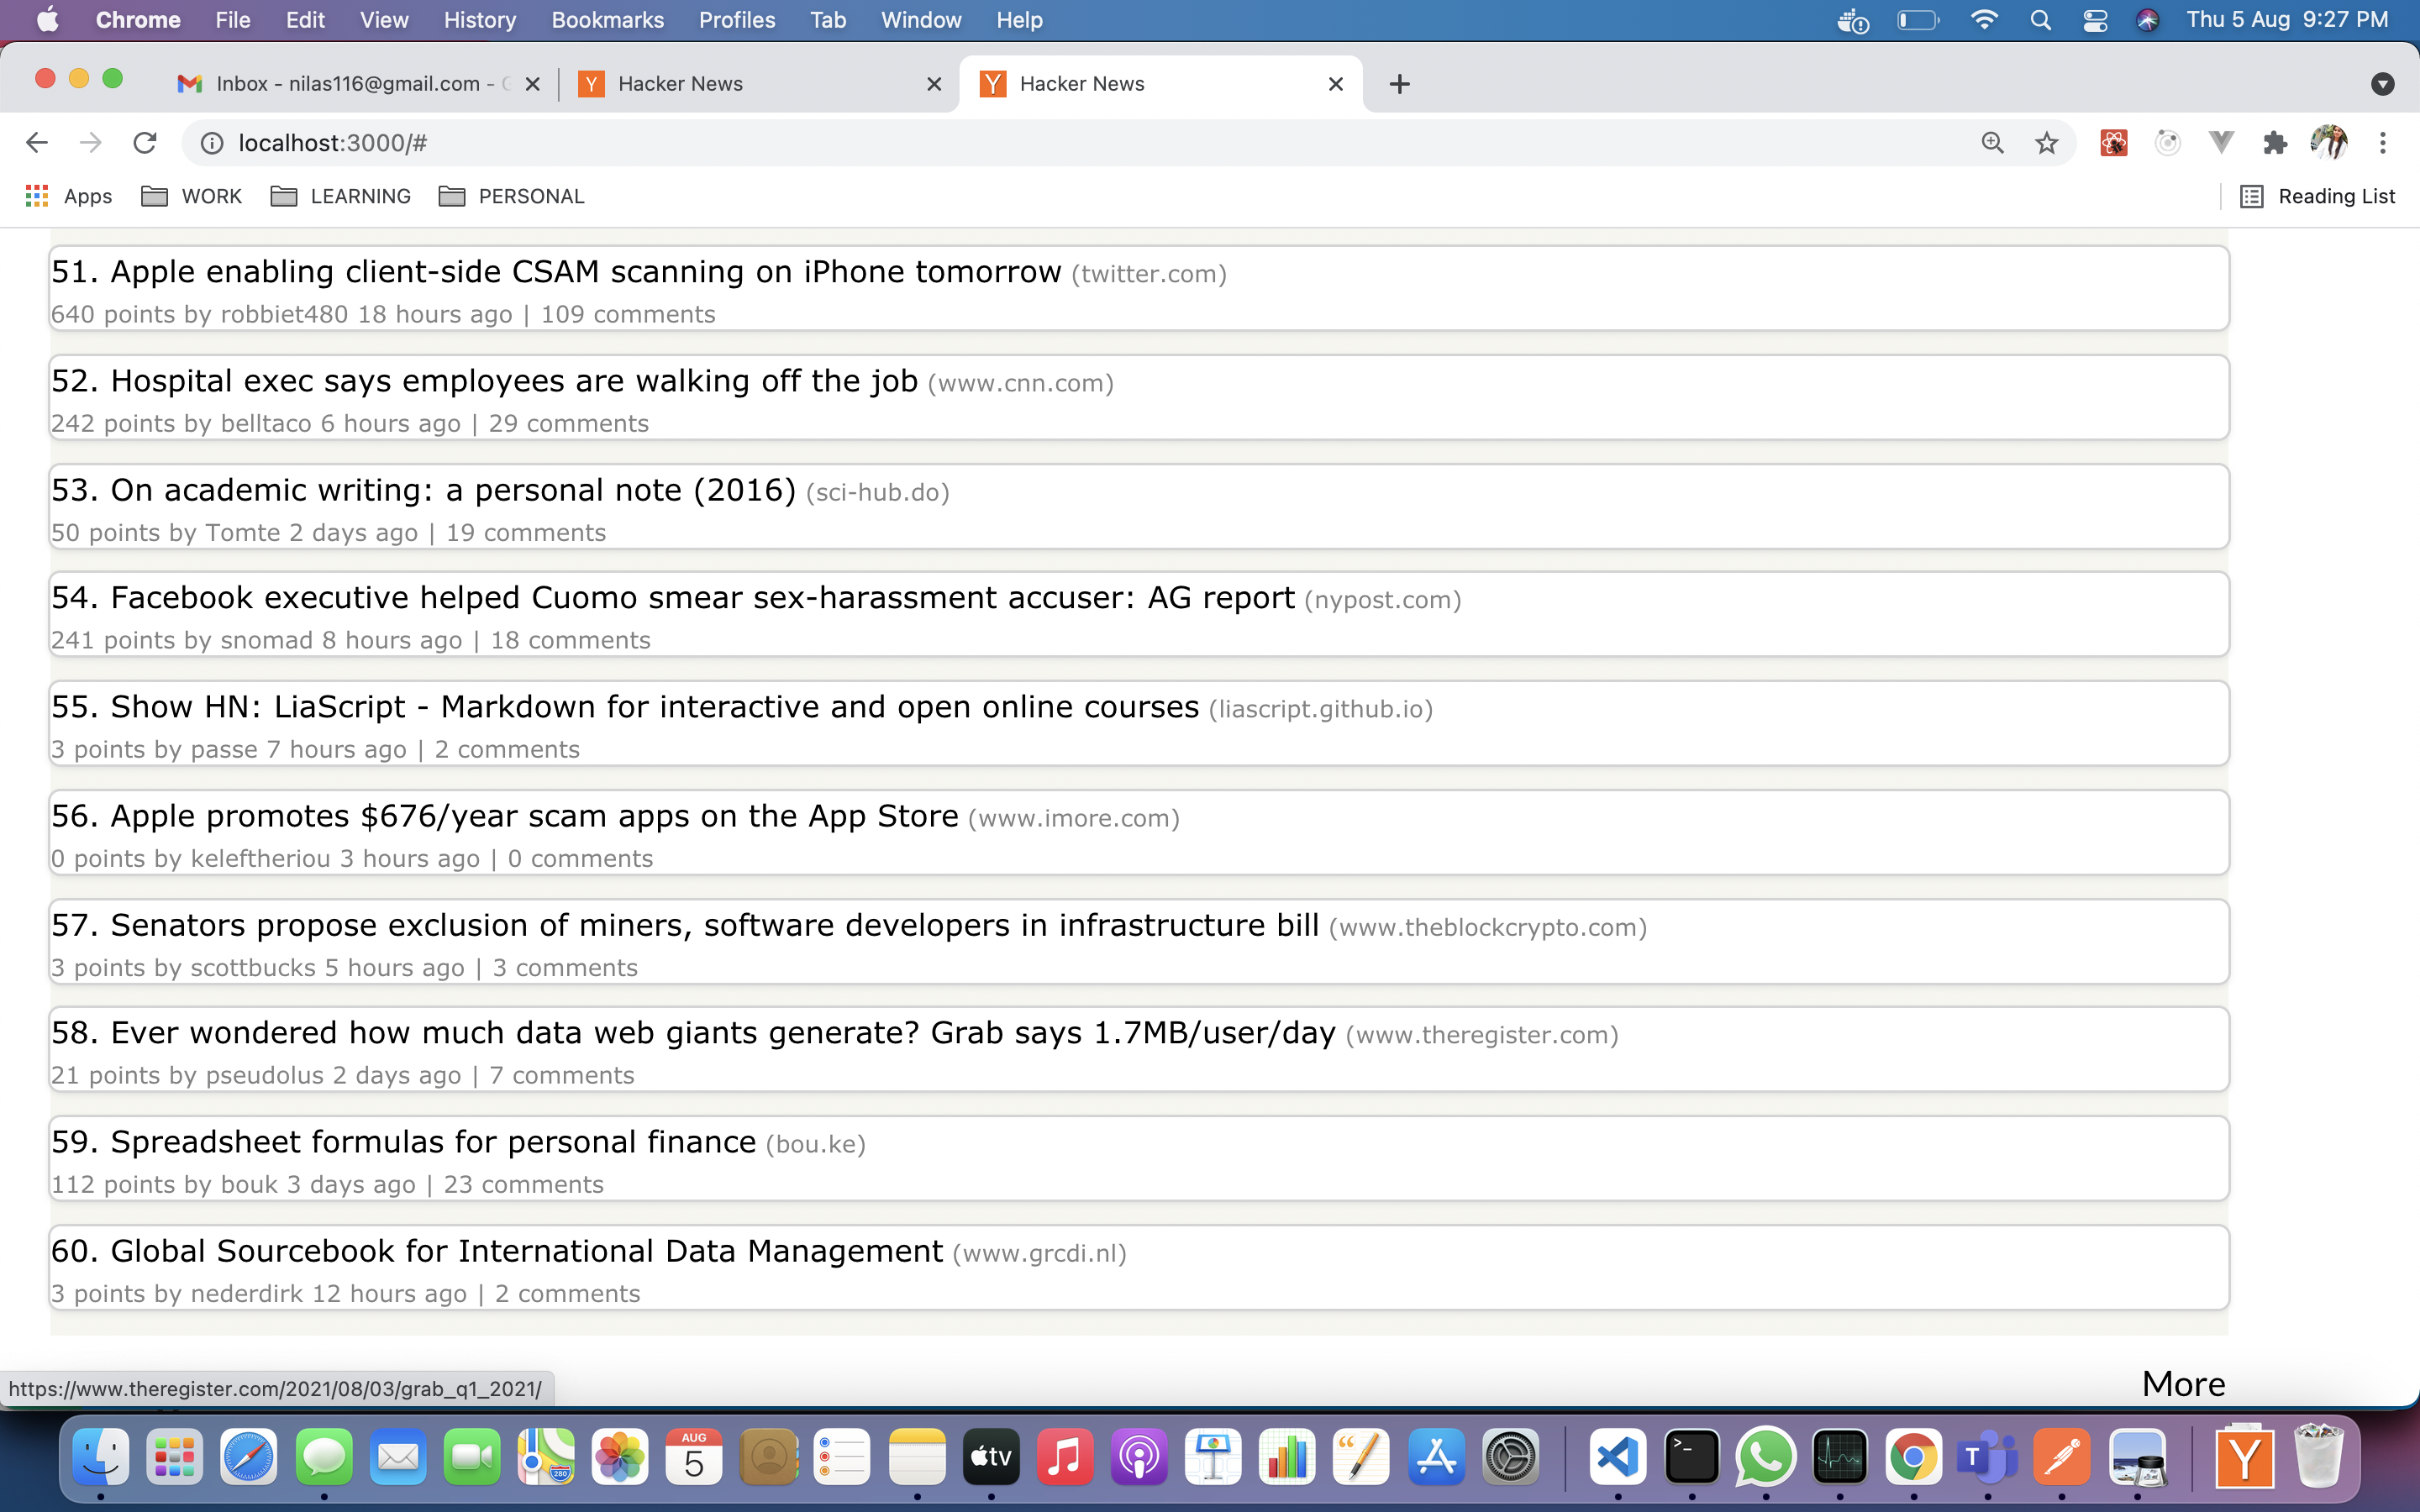 Chrome File Edit View History Bookmarks Profiles Tab Window Help Thu 5 Aug 9:27 PM
Inbox - nilas116@gmail.com - Hacker News Hacker News
localhost:3000/#
Apps WORK LEARNING PERSONAL Reading List
51. Apple enabling client-side CSAM scanning on iPhone tomorrow (twitter.com)
640 points by robbiet480 18 hours ago | 109 comments
52. Hospital exec says employees are walking off the job (www.cnn.com)
242 points by belltaco 6 hours ago | 29 comments
53. On academic writing: a personal note (2016) (sci-hub.do)
50 points by Tomte 2 days ago | 19 comments
54. Facebook executive helped Cuomo smear sex-harassment accuser: AG report (nypost.com)
241 points by snomad 8 hours ago | 18 comments
55. Show HN: LiaScript - Markdown for interactive and open online courses (liascript.github.io)
3 points by passe 7 hours ago | 2 comments
56. Apple promotes $676/year scam apps on the App Store (www.imore.com)
0 points by keleftheriou 3 hours ago | 0 comments
57. Senators propose exclusion of miners, software developers in infrastructure bill (www.theblockcrypto.com)
3 points by scottbucks 5 hours ago | 3 comments
58. Ever wondered how much data web giants generate? Grab says 1.7MB/user/day (www.theregister.com)
21 points by pseudolus 2 days ago | 7 comments
59. Spreadsheet formulas for personal finance (bou.ke)
112 points by bouk 3 days ago | 23 comments
60. Global Sourcebook for International Data Management (www.grcdi.nl)
3 points by nederdirk 12 hours ago | 2 comments
More
https://www.theregister.com/2021/08/03/grab_q1_2021/
280 AUG 5 tv >_ T Y